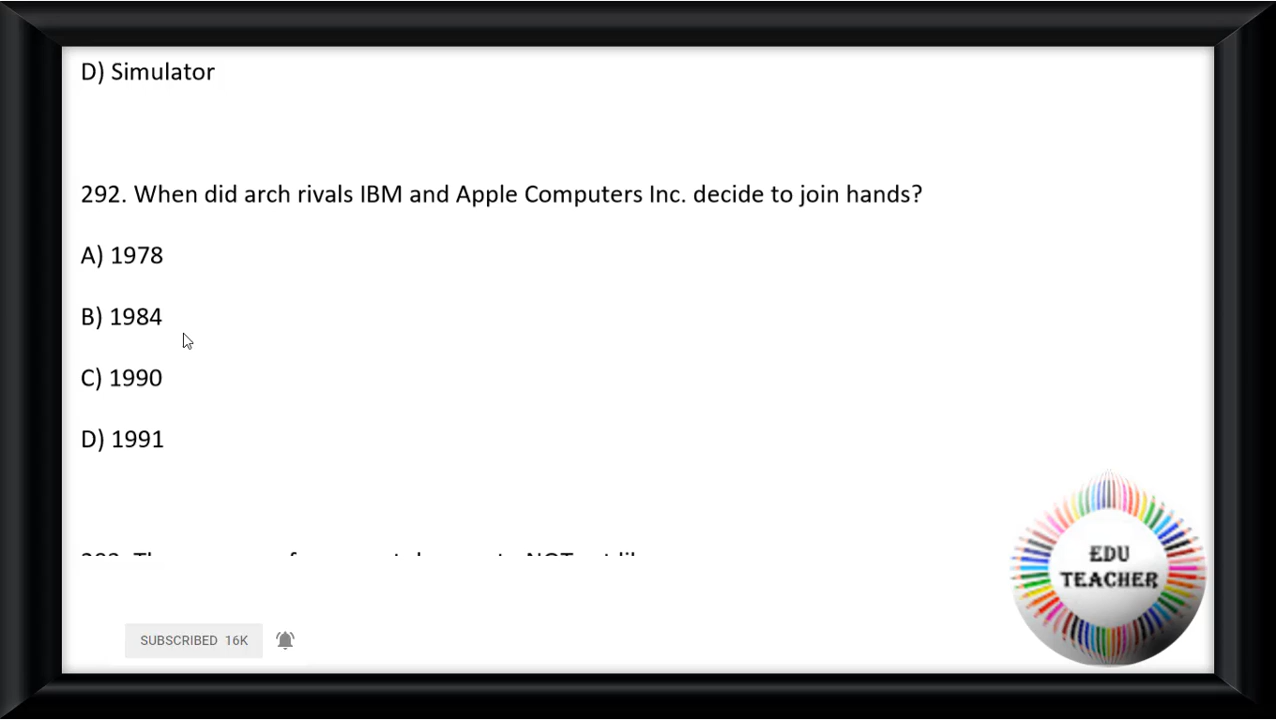 D) Simulator
292. When did arch rivals IBM and Apple Computers Inc. decide to join hands?
A) 1978
B) 1984
C) 1990
D) 1991
EDU
TEACHER
SUBSCRIBED 16K